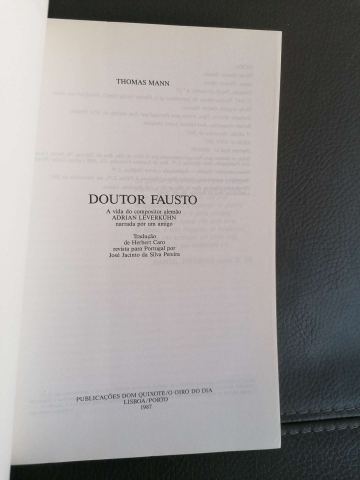 THOMAS MANN
DOUTOR FAUSTO
A vida do compositor alemão
ADRIAN LEVERKÜHN
narrada por um amigo
Tradução
de Herbert Caro
revista para Portugal por
José Jacinto da Silva Pereira
PUBLICAÇÕES DOM QUIXOTE/O OIRO DO DIA
LISBOA/PORTO
1987